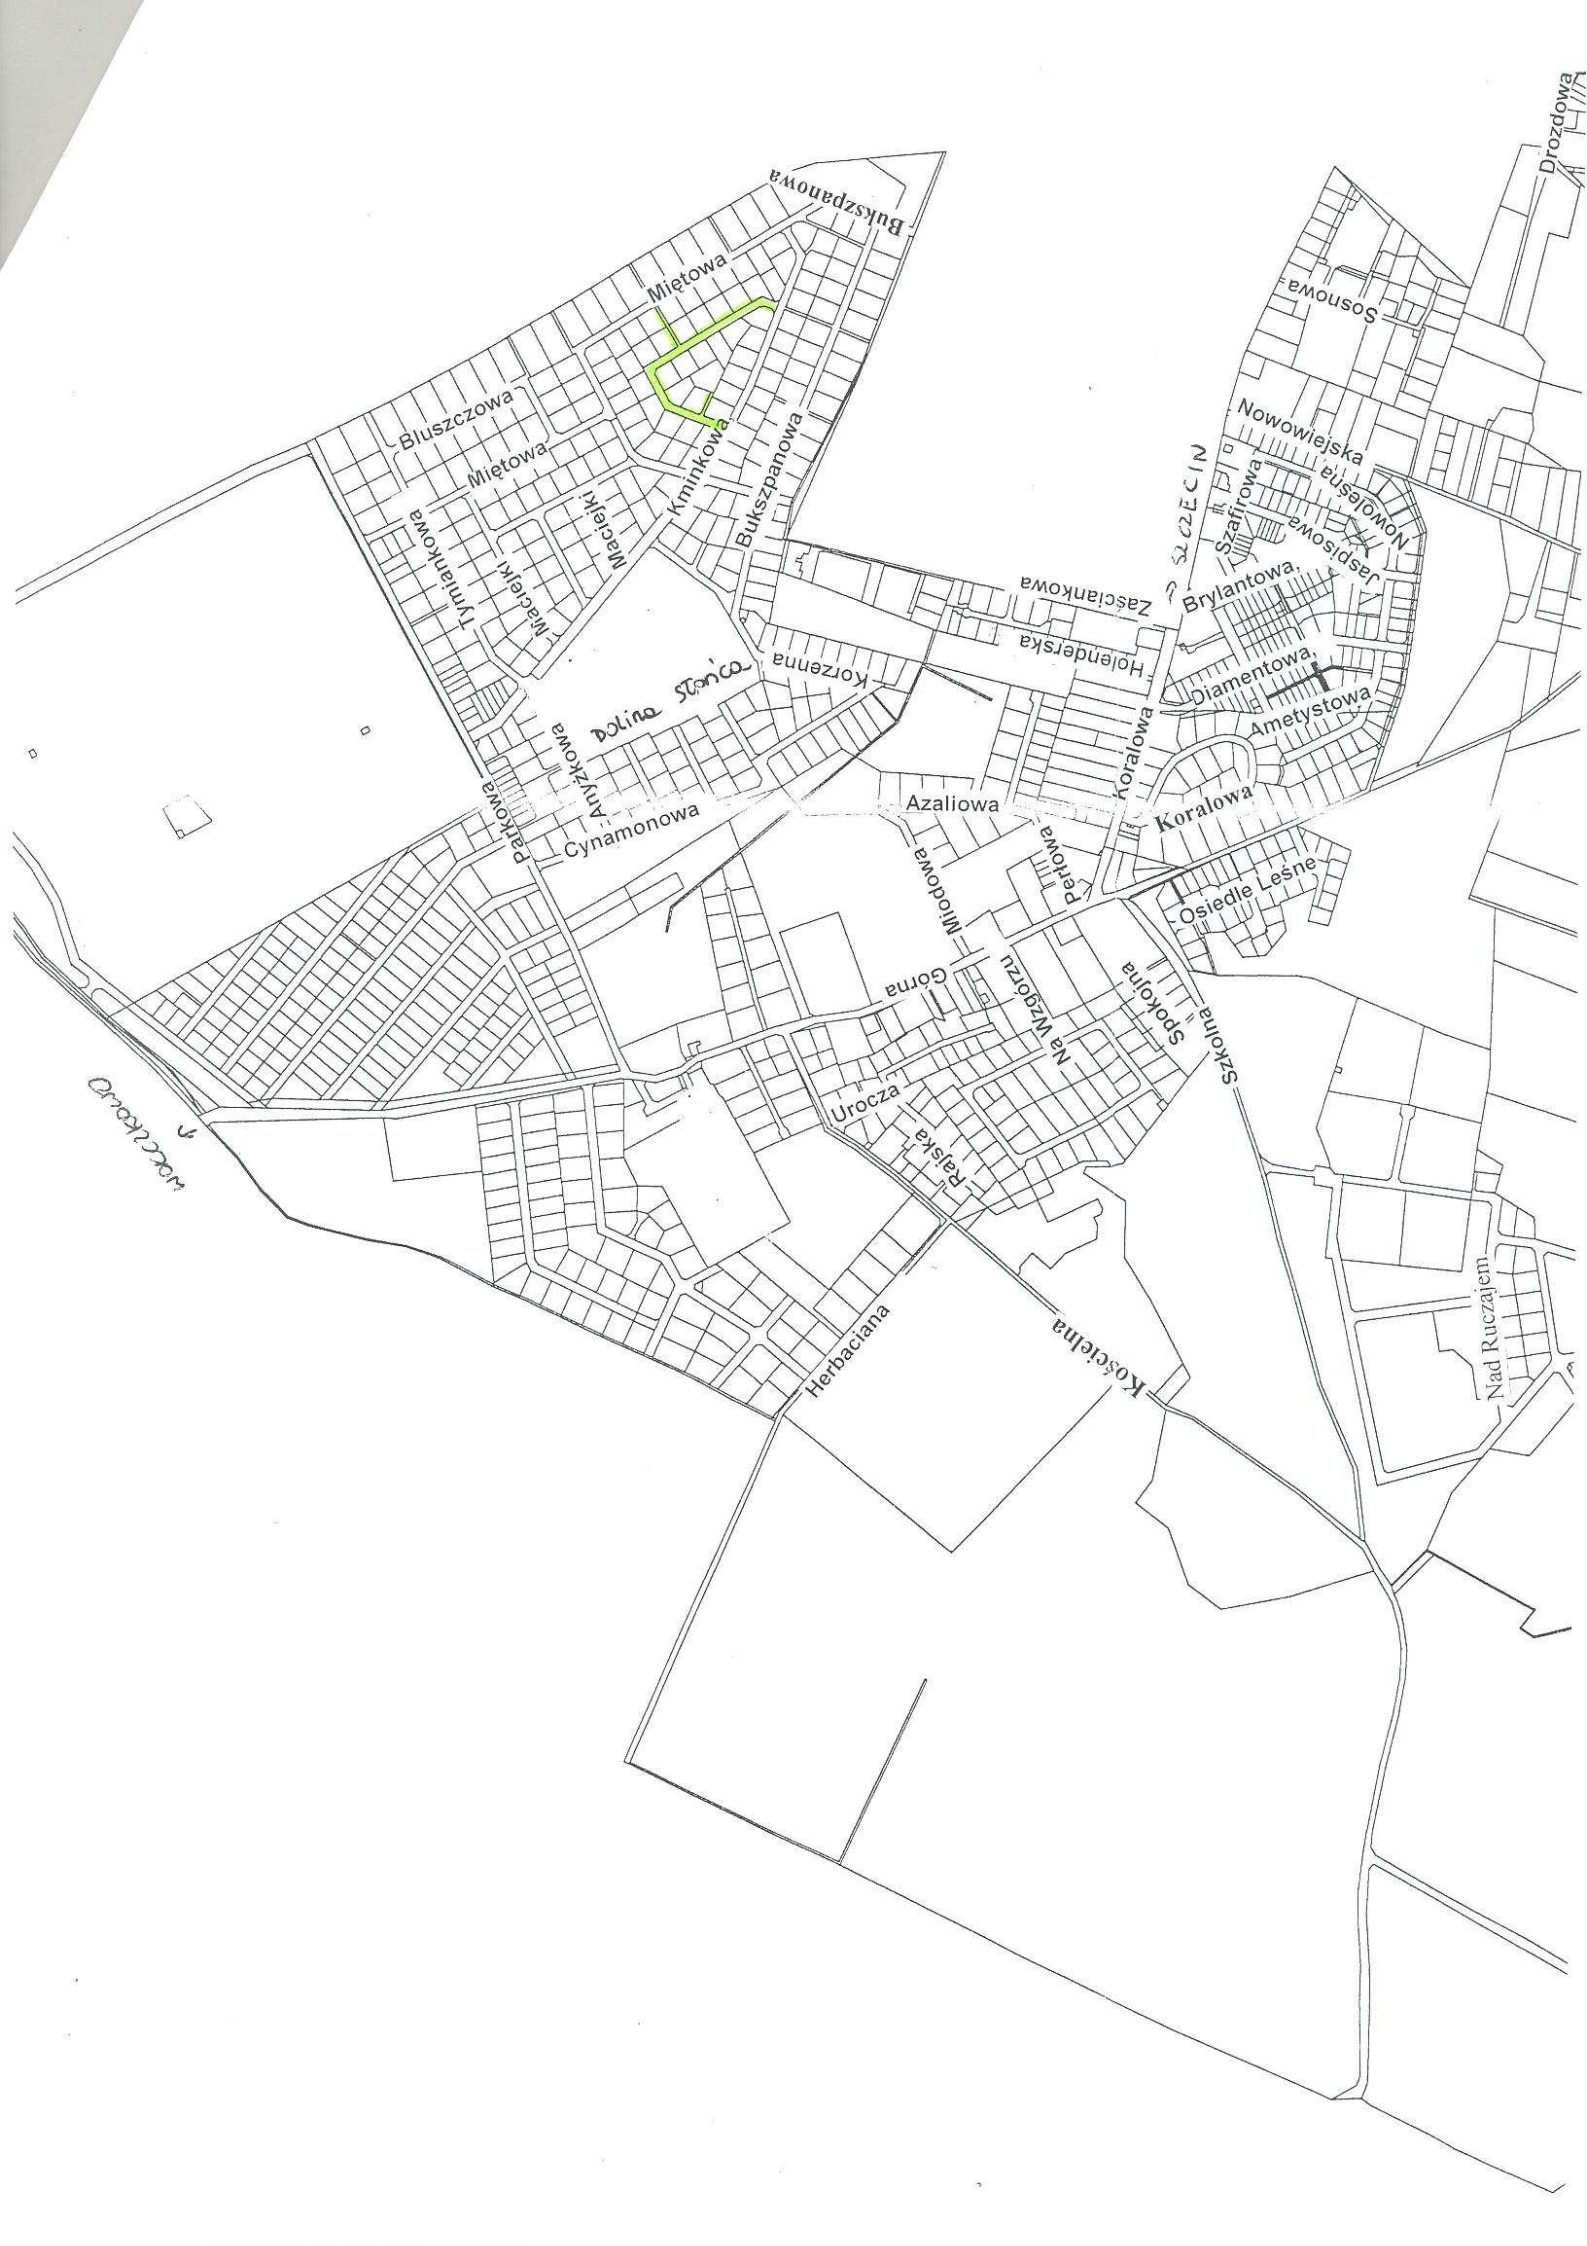 Drozdowa
Bukszpanowa
Miętowa
Sosnowa
Bluszczowa
Miętowa
Nowowiejska
Kminkowa
Bukszpanowa
SZCZECIN
Szafirowa
Nowoleśna
Jaspisowa
Tymiankowa
Maciejki
Maciejki
Brylantowa,
Zaściankowa
Holenderska
Korzenna
Dolina Słońca
Diamentowa,
Ametystowa
Anyżkowa
Koralowa
Parkowa
Cynamonowa
Azaliowa
Koralowa
Perłowa
Miodowa
Osiedle Leśne
Górna
Na Wzgórzu
Spokojna
Szkolna
Urocza
Rajska
Wołczkowo
Herbaciana
Kościelna
Nad Ruczajem